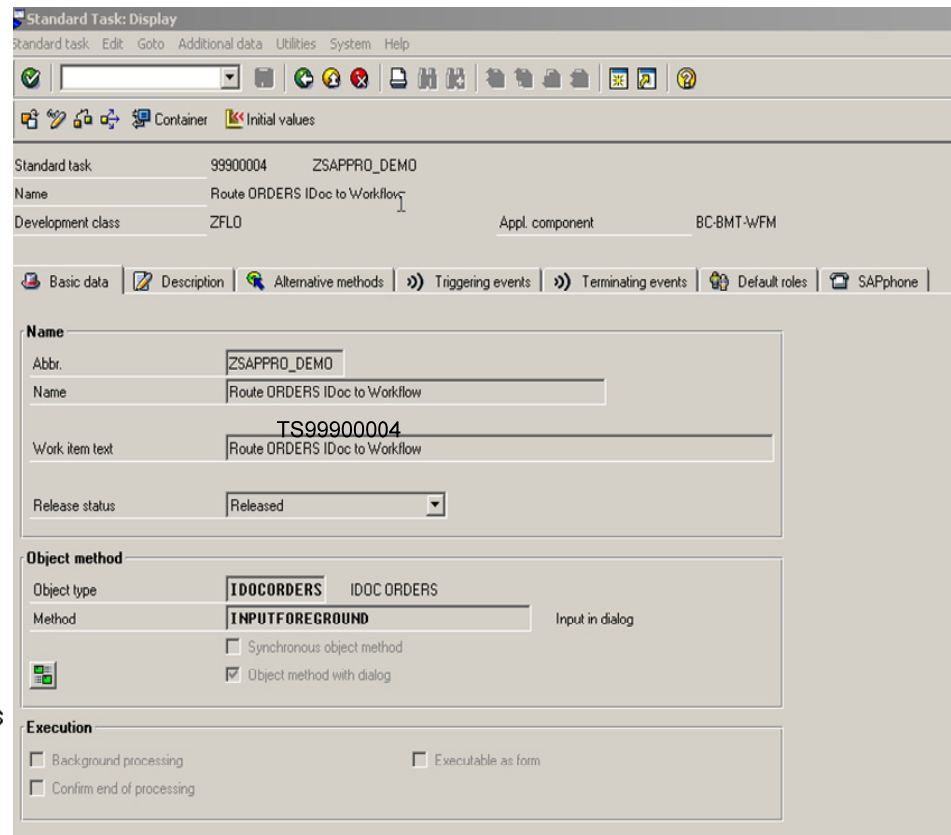 Standard Task: Display
Standard task Edit Goto Additional data Utilities System Help
Container Initial values
Standard task 99900004 ZSAPPRO_DEMO
Name Route ORDERS IDoc to Workflow
Development class ZFLO Appl. component BC-BMT-WFM
Basic data Description Alternative methods Triggering events Terminating events Default roles SAPphone
Name
Abbr. ZSAPPRO_DEMO
Name Route ORDERS IDoc to Workflow
TS99900004
Work item text Route ORDERS IDoc to Workflow
Release status Released
Object method
Object type IDOCORDERS IDOC ORDERS
Method INPUTFOREGROUND Input in dialog
Synchronous object method
Object method with dialog
s
Execution
Background processing Executable as form
Confirm end of processing